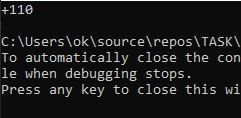 +110
C:\Users\ok\source\repos\TASK\
To automatically close the con
le when debugging stops.
Press any key to close this wi